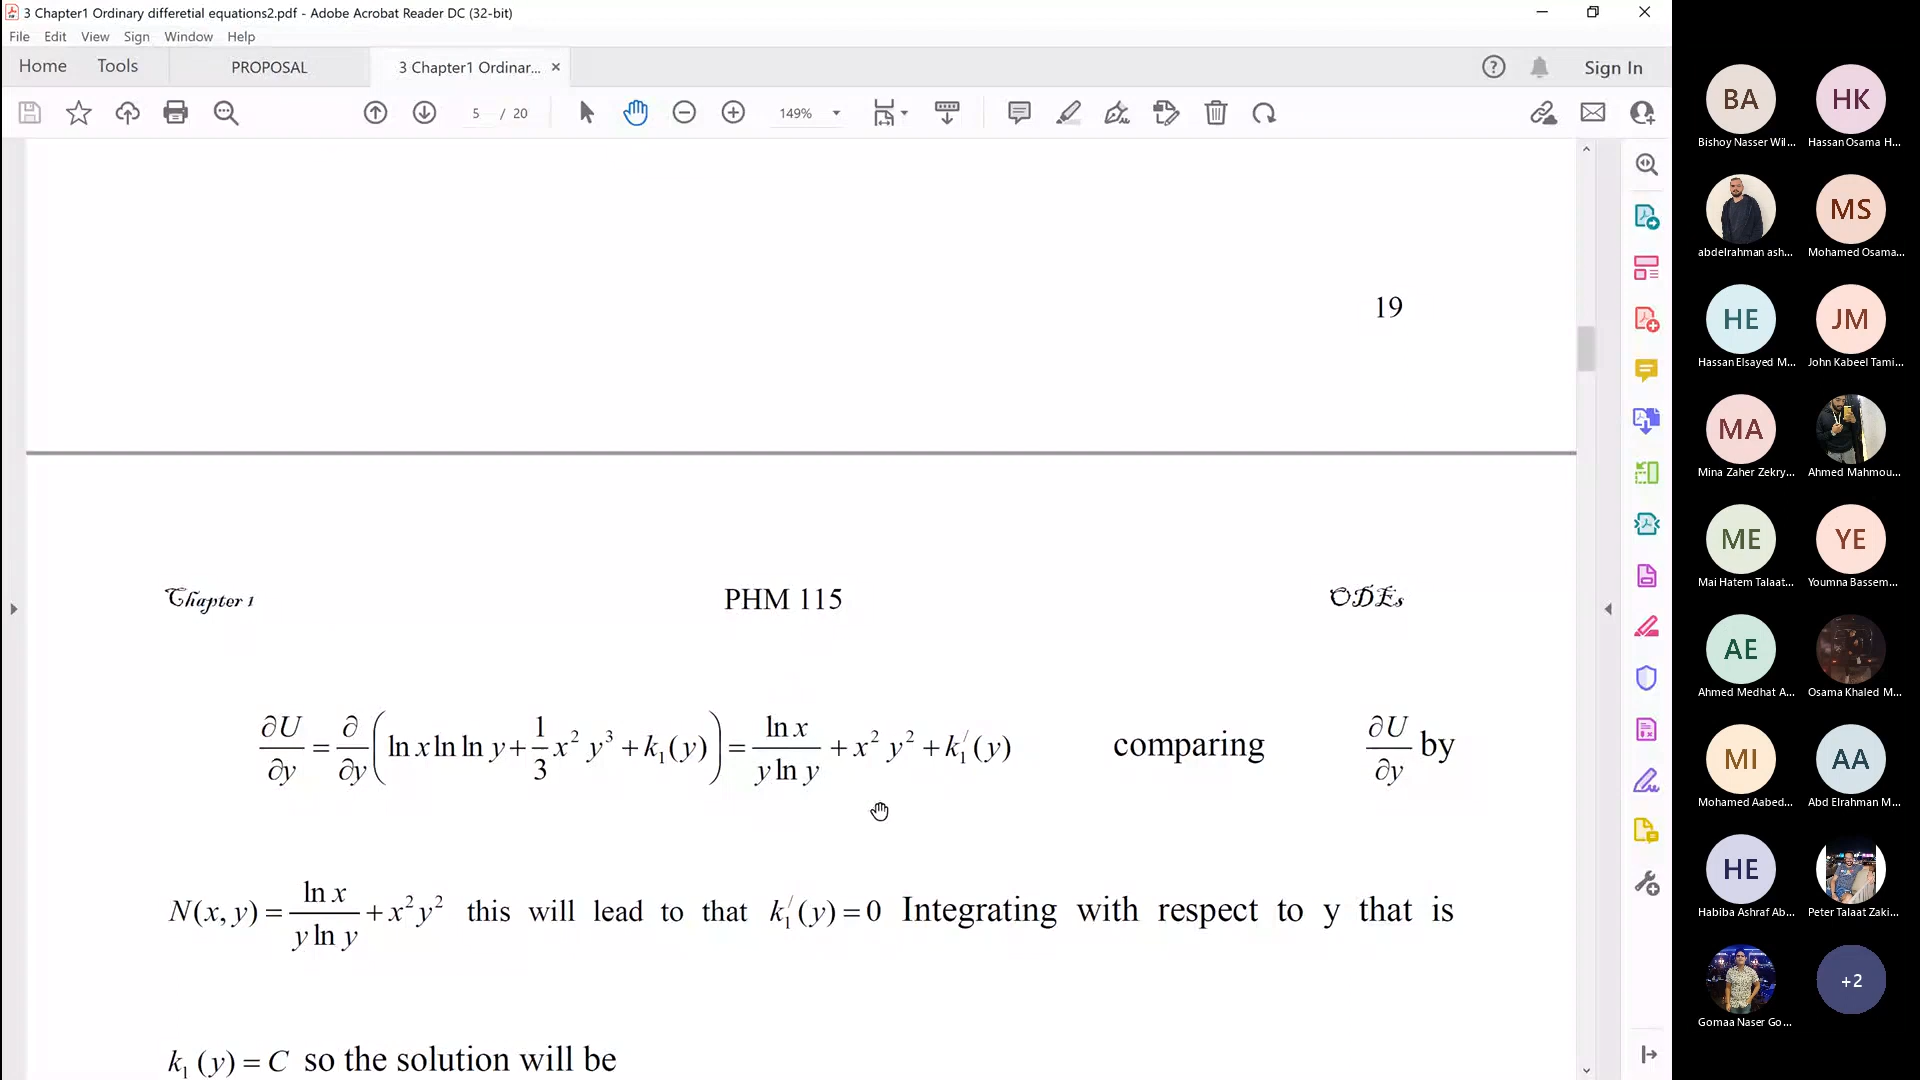 3 Chapter1 Ordinary differetial equations2.pdf - Adobe Acrobat Reader DC (32-bit)
File Edit View Sign Window Help
Home Tools PROPOSAL 3 Chapter1 Ordinar... × Sign In
5 / 20 149%
19
Chapter 1 PHM 115 ODEs
∂U/∂y = ∂/∂y (ln x ln ln y + 1/3 x² y³ + k₁(y)) = ln x / (y ln y) + x² y² + k₁′(y) comparing ∂U/∂y by
N(x, y) = ln x / (y ln y) + x² y² this will lead to that k₁′(y) = 0 Integrating with respect to y that is
k₁(y) = C so the solution will be
BA HK
Bishoy Nasser Wil... Hassan Osama H...
MS
abdelrahman ash... Mohamed Osama...
HE JM
Hassan Elsayed M... John Kabeel Tami...
MA
Mina Zaher Zekry... Ahmed Mahmou...
ME YE
Mai Hatem Talaat... Youmna Bassem...
AE
Ahmed Medhat A... Osama Khaled M...
MI AA
Mohamed Aabed... Abd Elrahman M...
HE
Habiba Ashraf Ab... Peter Talaat Zaki...
+2
Gomaa Naser Go...